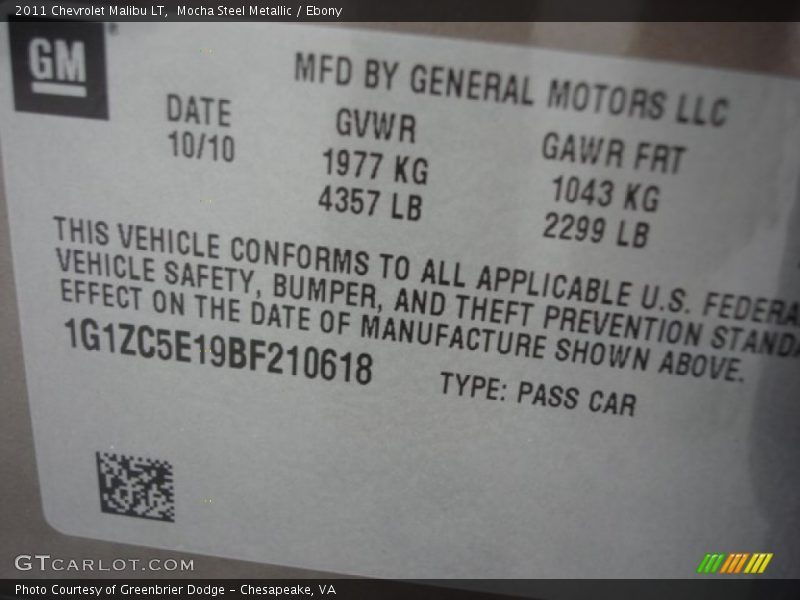 2011 Chevrolet Malibu LT, Mocha Steel Metallic / Ebony
GM
MFD BY GENERAL MOTORS LLC
DATE
10/10
GVWR
1977 KG
4357 LB
GAWR FRT
1043 KG
2299 LB
THIS VEHICLE CONFORMS TO ALL APPLICABLE U.S. FEDERA
VEHICLE SAFETY, BUMPER, AND THEFT PREVENTION STANDA
EFFECT ON THE DATE OF MANUFACTURE SHOWN ABOVE.
1G1ZC5E19BF210618
TYPE: PASS CAR
GTCARLOT.COM
Photo Courtesy of Greenbrier Dodge – Chesapeake, VA